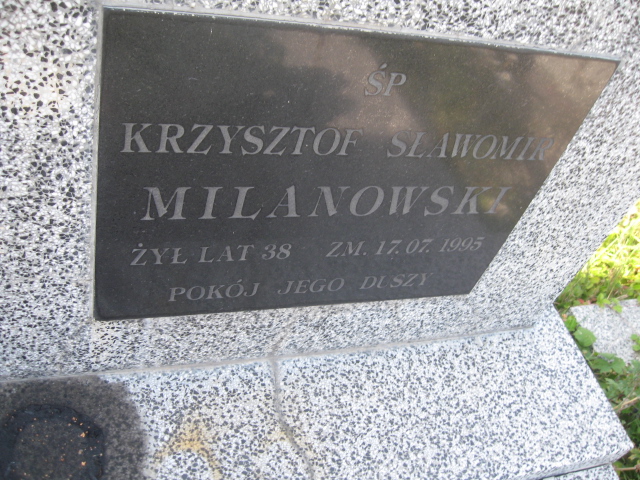 ŚP
KRZYSZTOF SŁAWOMIR
MILANOWSKI
ŻYŁ LAT 38 ZM. 17.07.1995
POKÓJ JEGO DUSZY